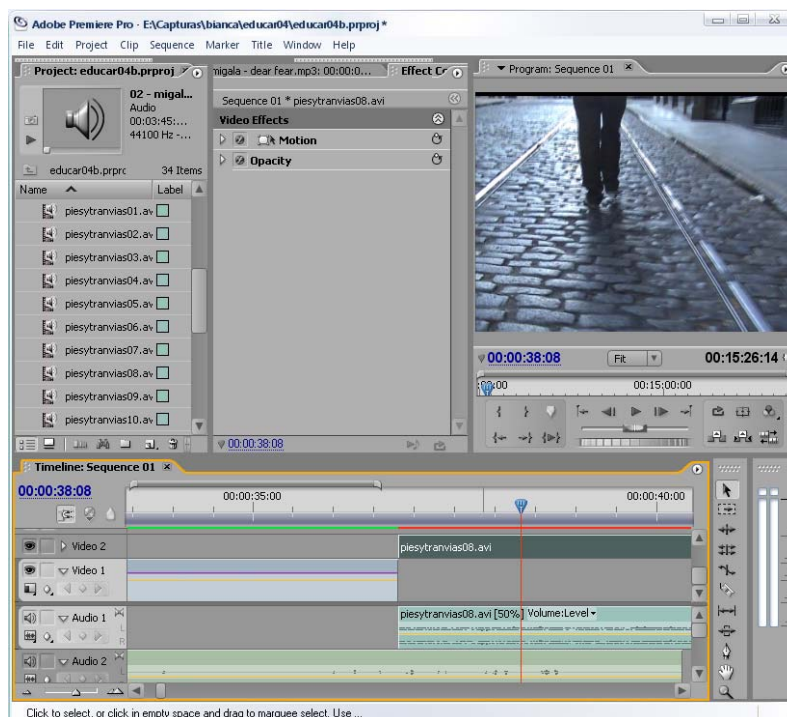 Adobe Premiere Pro - E:\Capturas\bianca\educar04\educar04b.prproj *
File Edit Project Clip Sequence Marker Title Window Help
Project: educar04b.prproj
02 - migal...
Audio
00:03:45:...
44100 Hz -...
educar04b.prprc 34 Items
Name Label
piesytranvias01.av
piesytranvias02.av
piesytranvias03.av
piesytranvias04.av
piesytranvias05.av
piesytranvias06.av
piesytranvias07.av
piesytranvias08.av
piesytranvias09.av
piesytranvias10.av
migala - dear fear.mp3: 00:00:0... Effect Cr
Sequence 01 * piesytranvias08.avi
Video Effects
Motion
Opacity
00:00:38:08
Program: Sequence 01
00:00:38:08 Fit 00:15:26:14
:00:00 00:15:00:00
Timeline: Sequence 01
00:00:38:08
00:00:35:00 00:00:40:00
Video 2
piesytranvias08.avi
Video 1
Audio 1
piesytranvias08.avi [50%] Volume:Level
L
R
Audio 2
Click to select, or click in empty space and drag to marquee select. Use ...